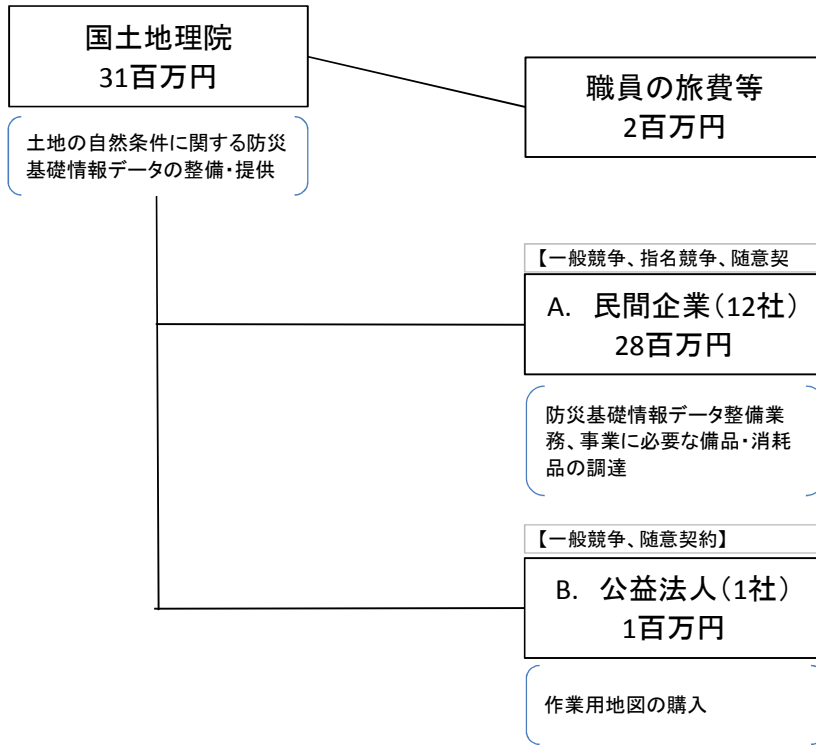 国土地理院
31百万円
土地の自然条件に関する防災
基礎情報データの整備・提供
職員の旅費等
2百万円
【一般競争、指名競争、随意契
A. 民間企業(12社)
28百万円
防災基礎情報データ整備業
務、事業に必要な備品・消耗
品の調達
【一般競争、随意契約】
B. 公益法人(1社)
1百万円
作業用地図の購入